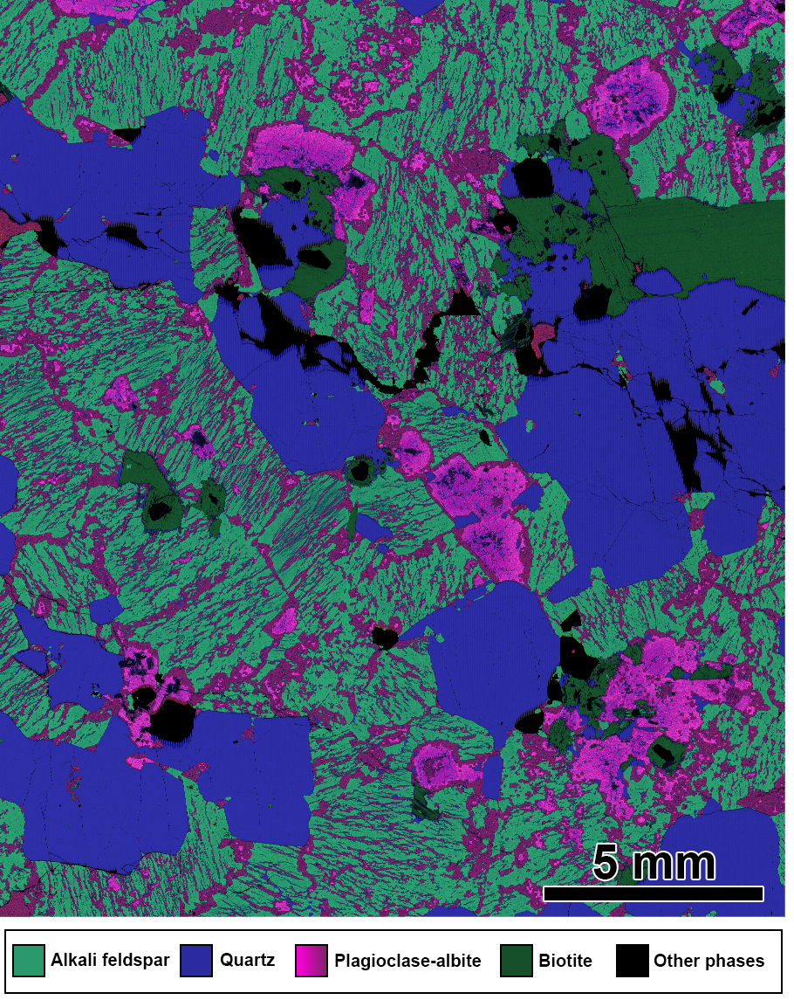 5 mm
Alkali feldspar Quartz Plagioclase-albite Biotite Other phases